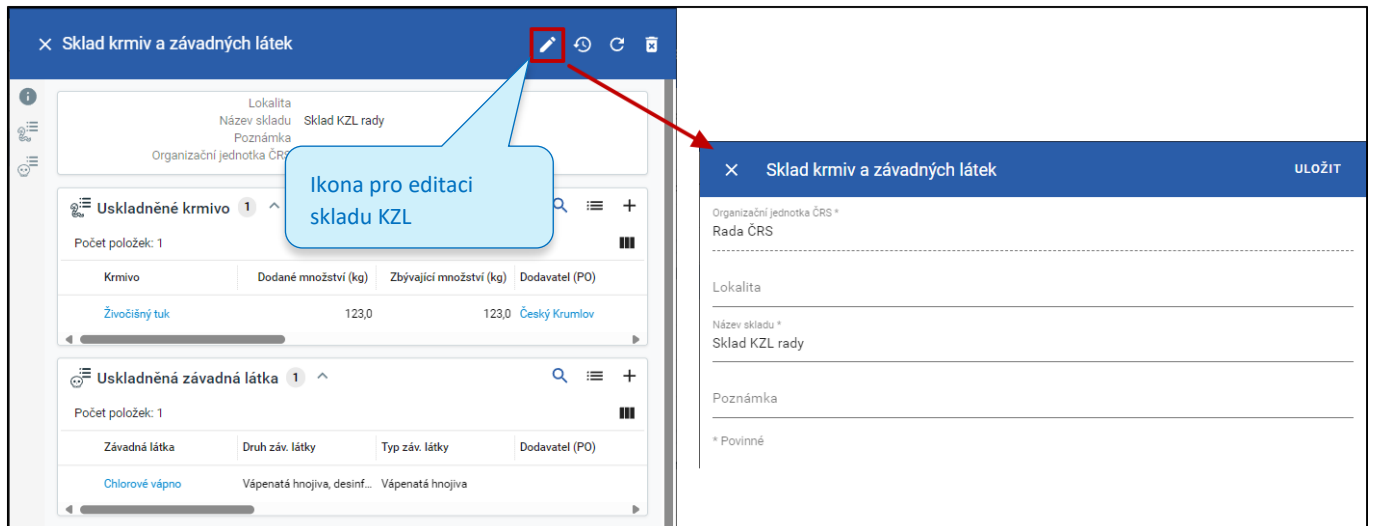 Sklad krmiv a závadných látek
Lokalita
Název skladu Sklad KZL rady
Poznámka
Organizační jednotka ČRS
Ikona pro editaci
skladu KZL
Uskladněné krmivo 1
Počet položek: 1
Krmivo Dodané množství (kg) Zbývající množství (kg) Dodavatel (PO)
Živočišný tuk 123,0 123,0 Český Krumlov
Uskladněná závadná látka 1
Počet položek: 1
Závadná látka Druh záv. látky Typ záv. látky Dodavatel (PO)
Chlorové vápno Vápenatá hnojiva, desinf... Vápenatá hnojiva
Sklad krmiv a závadných látek ULOŽIT
Organizační jednotka ČRS *
Rada ČRS
Lokalita
Název skladu *
Sklad KZL rady
Poznámka
* Povinné